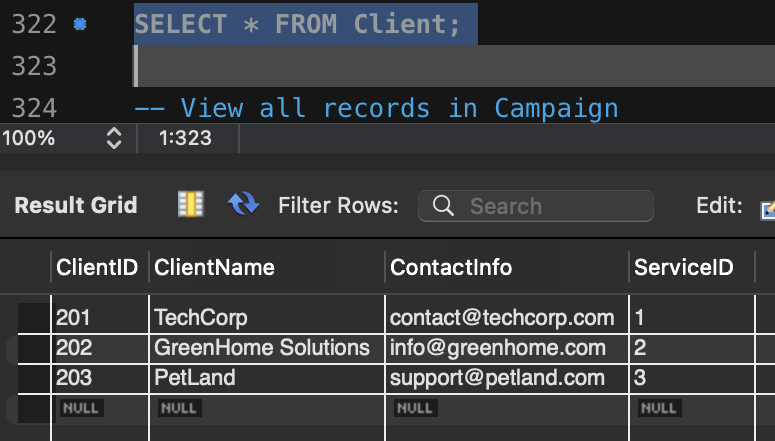 322 SELECT * FROM Client;
323
324 -- View all records in Campaign
100% 1:323
Result Grid Filter Rows: Search Edit:
ClientID ClientName ContactInfo ServiceID
201 TechCorp contact@techcorp.com 1
202 GreenHome Solutions info@greenhome.com 2
203 PetLand support@petland.com 3
NULL NULL NULL NULL